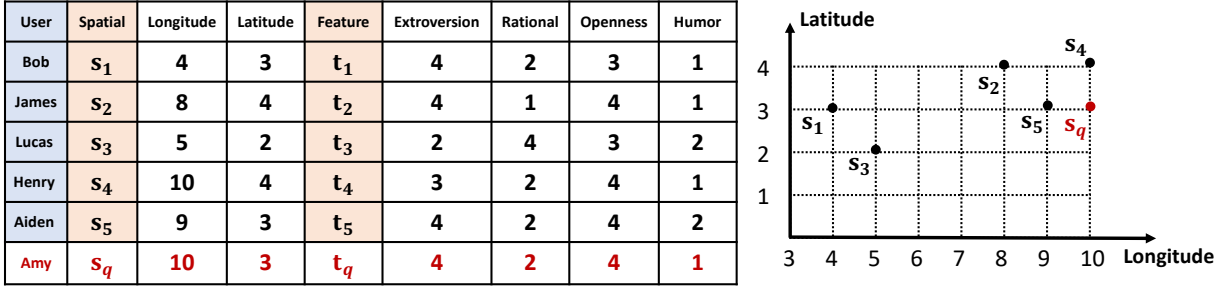 User Spatial Longitude Latitude Feature Extroversion Rational Openness Humor
Bob s₁ 4 3 t₁ 4 2 3 1
James s₂ 8 4 t₂ 4 1 4 1
Lucas s₃ 5 2 t₃ 2 4 3 2
Henry s₄ 10 4 t₄ 3 2 4 1
Aiden s₅ 9 3 t₅ 4 2 4 2
Amy s_q 10 3 t_q 4 2 4 1
Latitude
s₄
4
s₂
3
s₁ s₅ s_q
2
s₃
1
3 4 5 6 7 8 9 10 Longitude